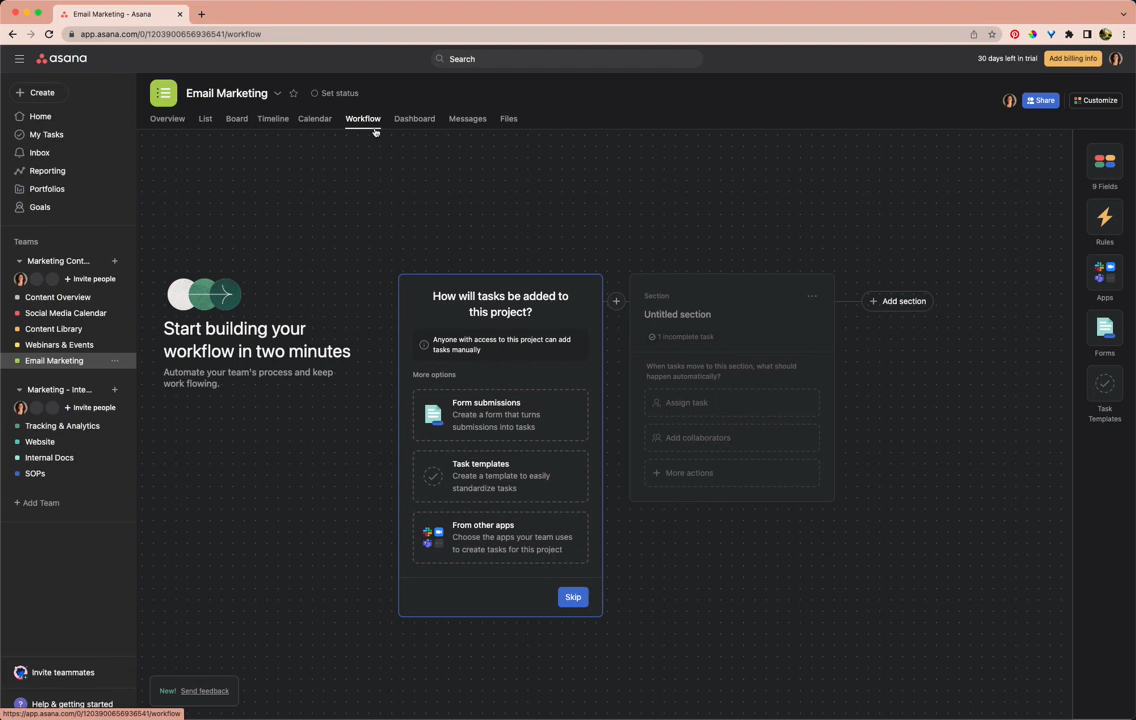 Email Marketing - Asana
app.asana.com/0/1203900656936541/workflow
asana
Search
30 days left in trial
Add billing info
Create
Home
My Tasks
Inbox
Reporting
Portfolios
Goals
Teams
Marketing Cont...
Invite people
Content Overview
Social Media Calendar
Content Library
Webinars & Events
Email Marketing
Marketing - Inte...
Invite people
Tracking & Analytics
Website
Internal Docs
SOPs
Add Team
Invite teammates
Help & getting started
https://app.asana.com/0/1203900656936541/workflow
Email Marketing
Set status
Share
Customize
Overview
List
Board
Timeline
Calendar
Workflow
Dashboard
Messages
Files
Start building your
workflow in two minutes
Automate your team's process and keep
work flowing.
How will tasks be added to
this project?
Anyone with access to this project can add
tasks manually
More options
Form submissions
Create a form that turns
submissions into tasks
Task templates
Create a template to easily
standardize tasks
From other apps
Choose the apps your team uses
to create tasks for this project
Skip
Section
Untitled section
1 incomplete task
When tasks move to this section, what should
happen automatically?
Assign task
Add collaborators
More actions
Add section
9 Fields
Rules
Apps
Forms
Task
Templates
New! Send feedback